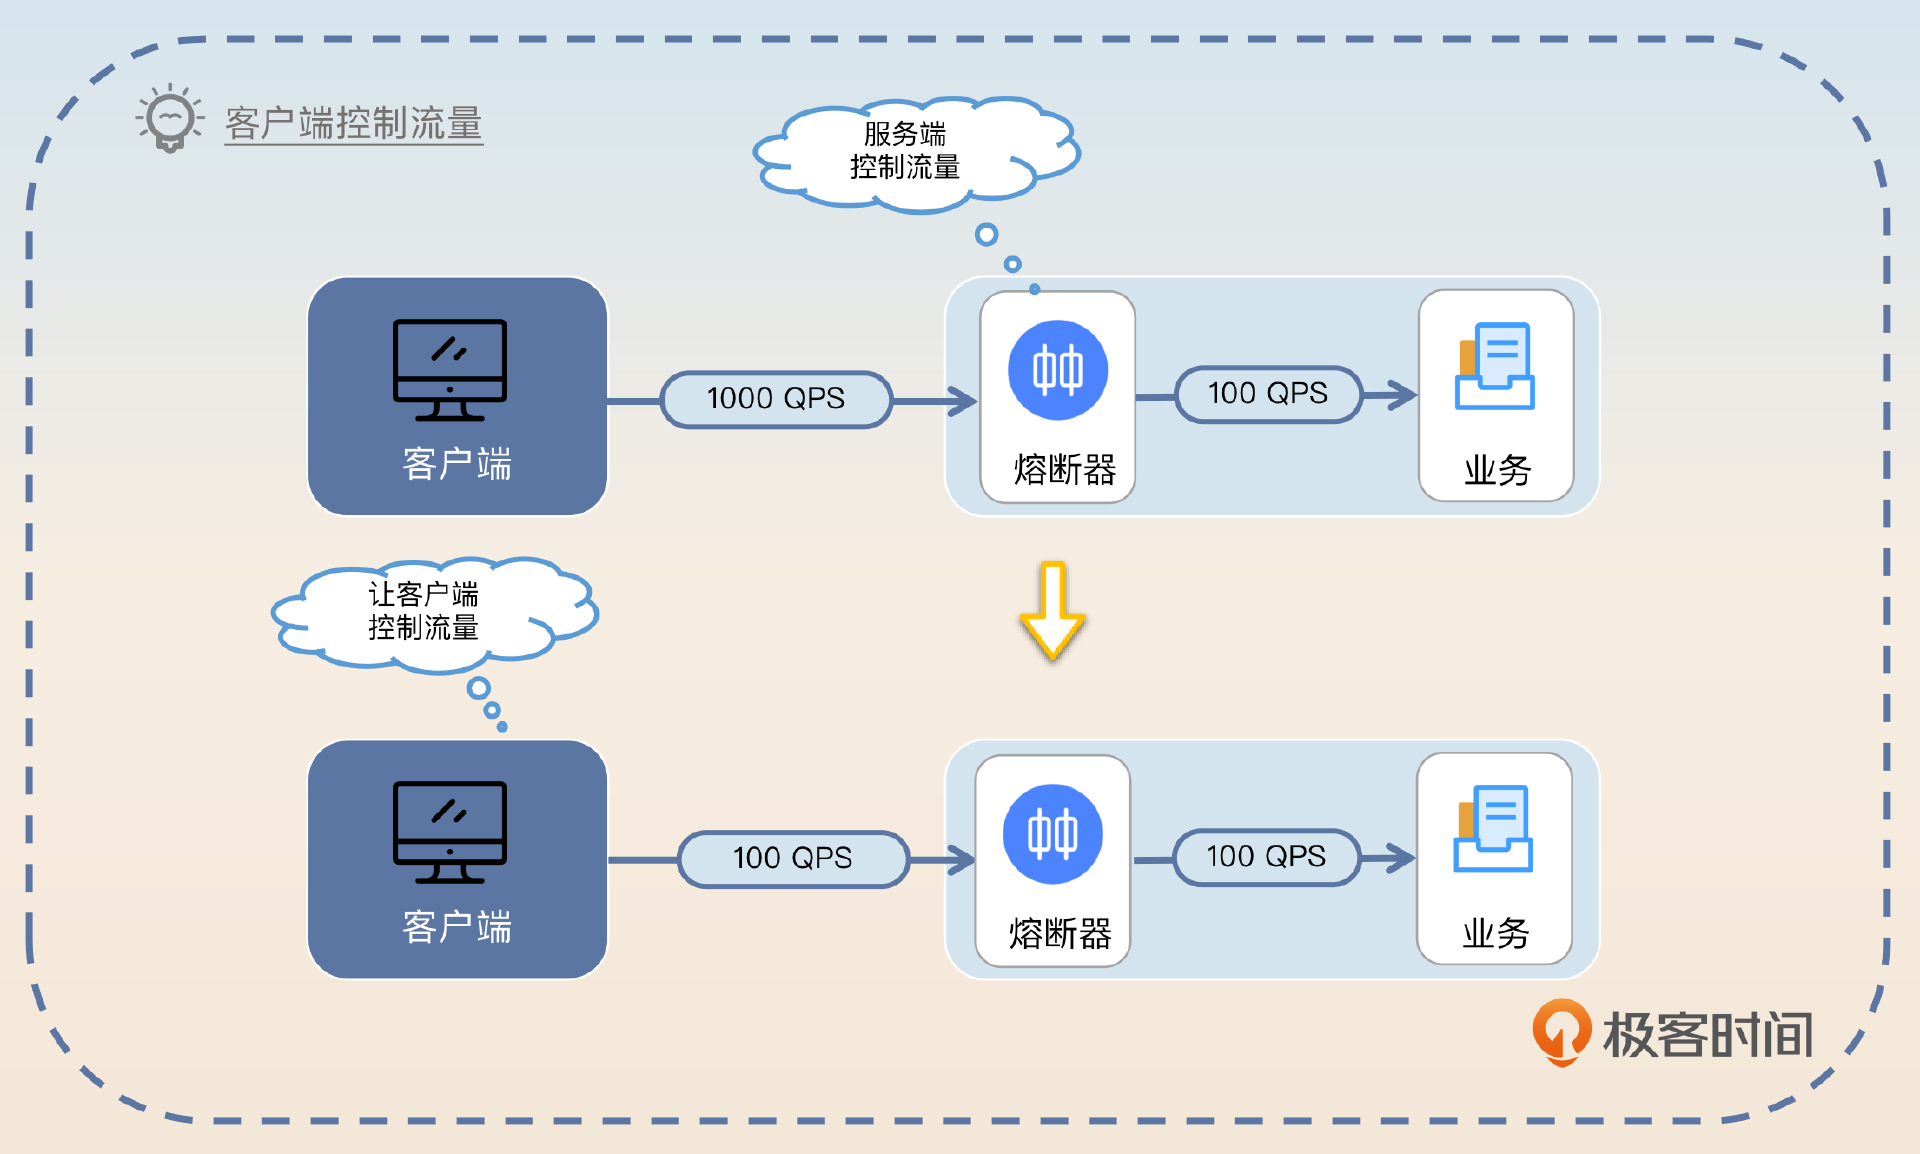 客户端控制流量
服务端
控制流量
客户端
1000 QPS
熔断器
100 QPS
业务
让客户端
控制流量
客户端
100 QPS
熔断器
100 QPS
业务
极客时间